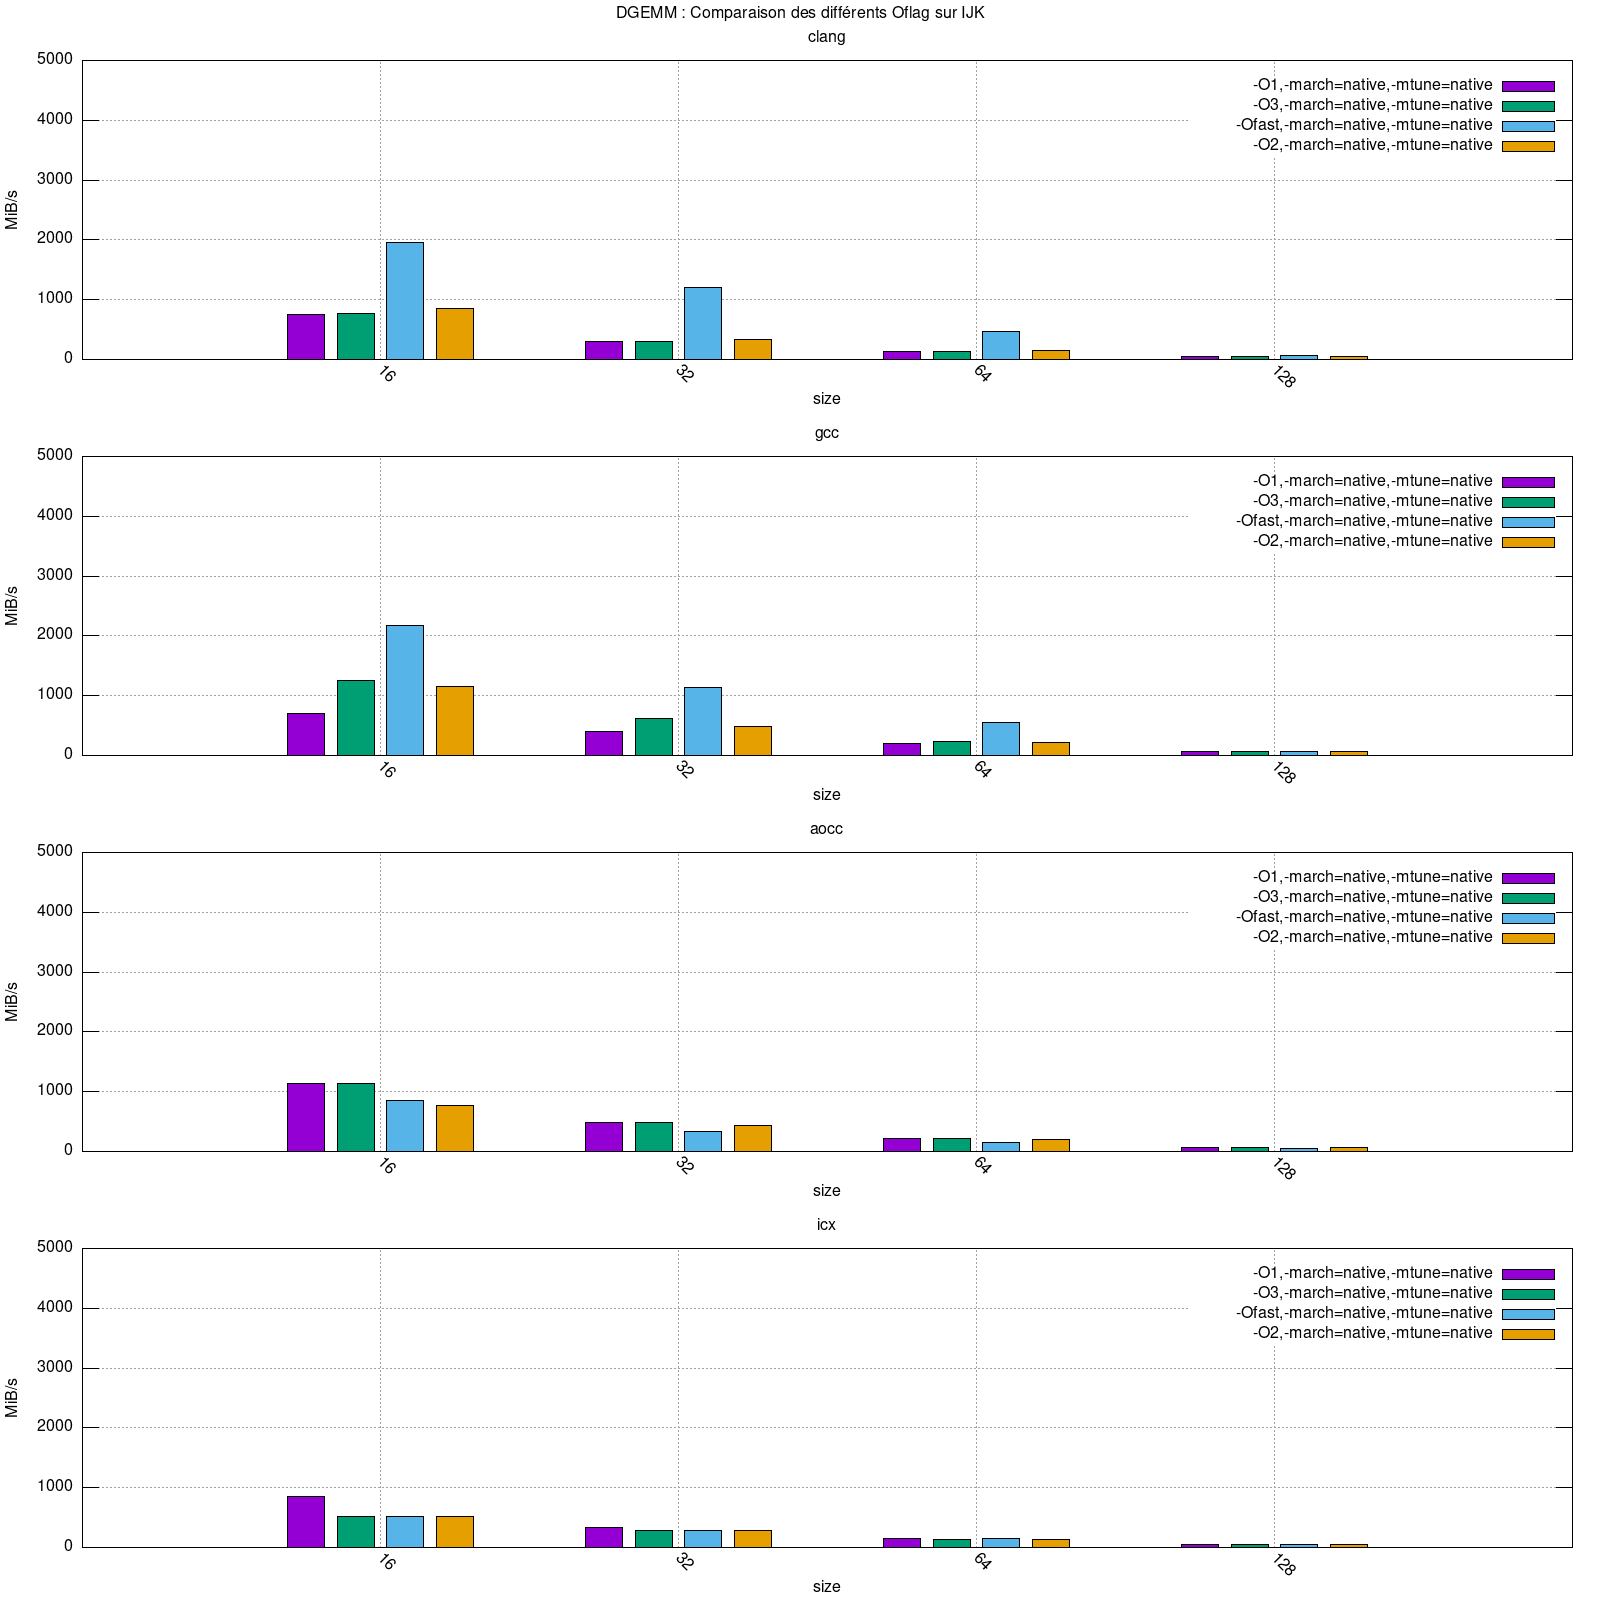 DGEMM : Comparaison des différents Oflag sur IJK
clang
5000
4000
3000
2000
1000
0
MiB/s
-O1,-march=native,-mtune=native
-O3,-march=native,-mtune=native
-Ofast,-march=native,-mtune=native
-O2,-march=native,-mtune=native
16 32 64 128
size
gcc
5000
4000
3000
2000
1000
0
MiB/s
-O1,-march=native,-mtune=native
-O3,-march=native,-mtune=native
-Ofast,-march=native,-mtune=native
-O2,-march=native,-mtune=native
16 32 64 128
size
aocc
5000
4000
3000
2000
1000
0
MiB/s
-O1,-march=native,-mtune=native
-O3,-march=native,-mtune=native
-Ofast,-march=native,-mtune=native
-O2,-march=native,-mtune=native
16 32 64 128
size
icx
5000
4000
3000
2000
1000
0
MiB/s
-O1,-march=native,-mtune=native
-O3,-march=native,-mtune=native
-Ofast,-march=native,-mtune=native
-O2,-march=native,-mtune=native
16 32 64 128
size